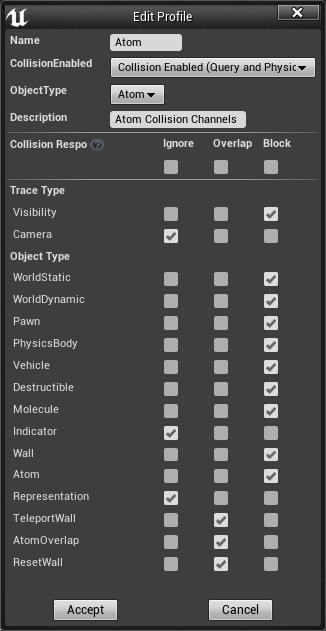 Edit Profile
Name Atom
CollisionEnabled Collision Enabled (Query and Physic
ObjectType Atom
Description Atom Collision Channels
Collision Respo ? Ignore Overlap Block
Trace Type
Visibility
Camera
Object Type
WorldStatic
WorldDynamic
Pawn
PhysicsBody
Vehicle
Destructible
Molecule
Indicator
Wall
Atom
Representation
TeleportWall
AtomOverlap
ResetWall
Accept Cancel